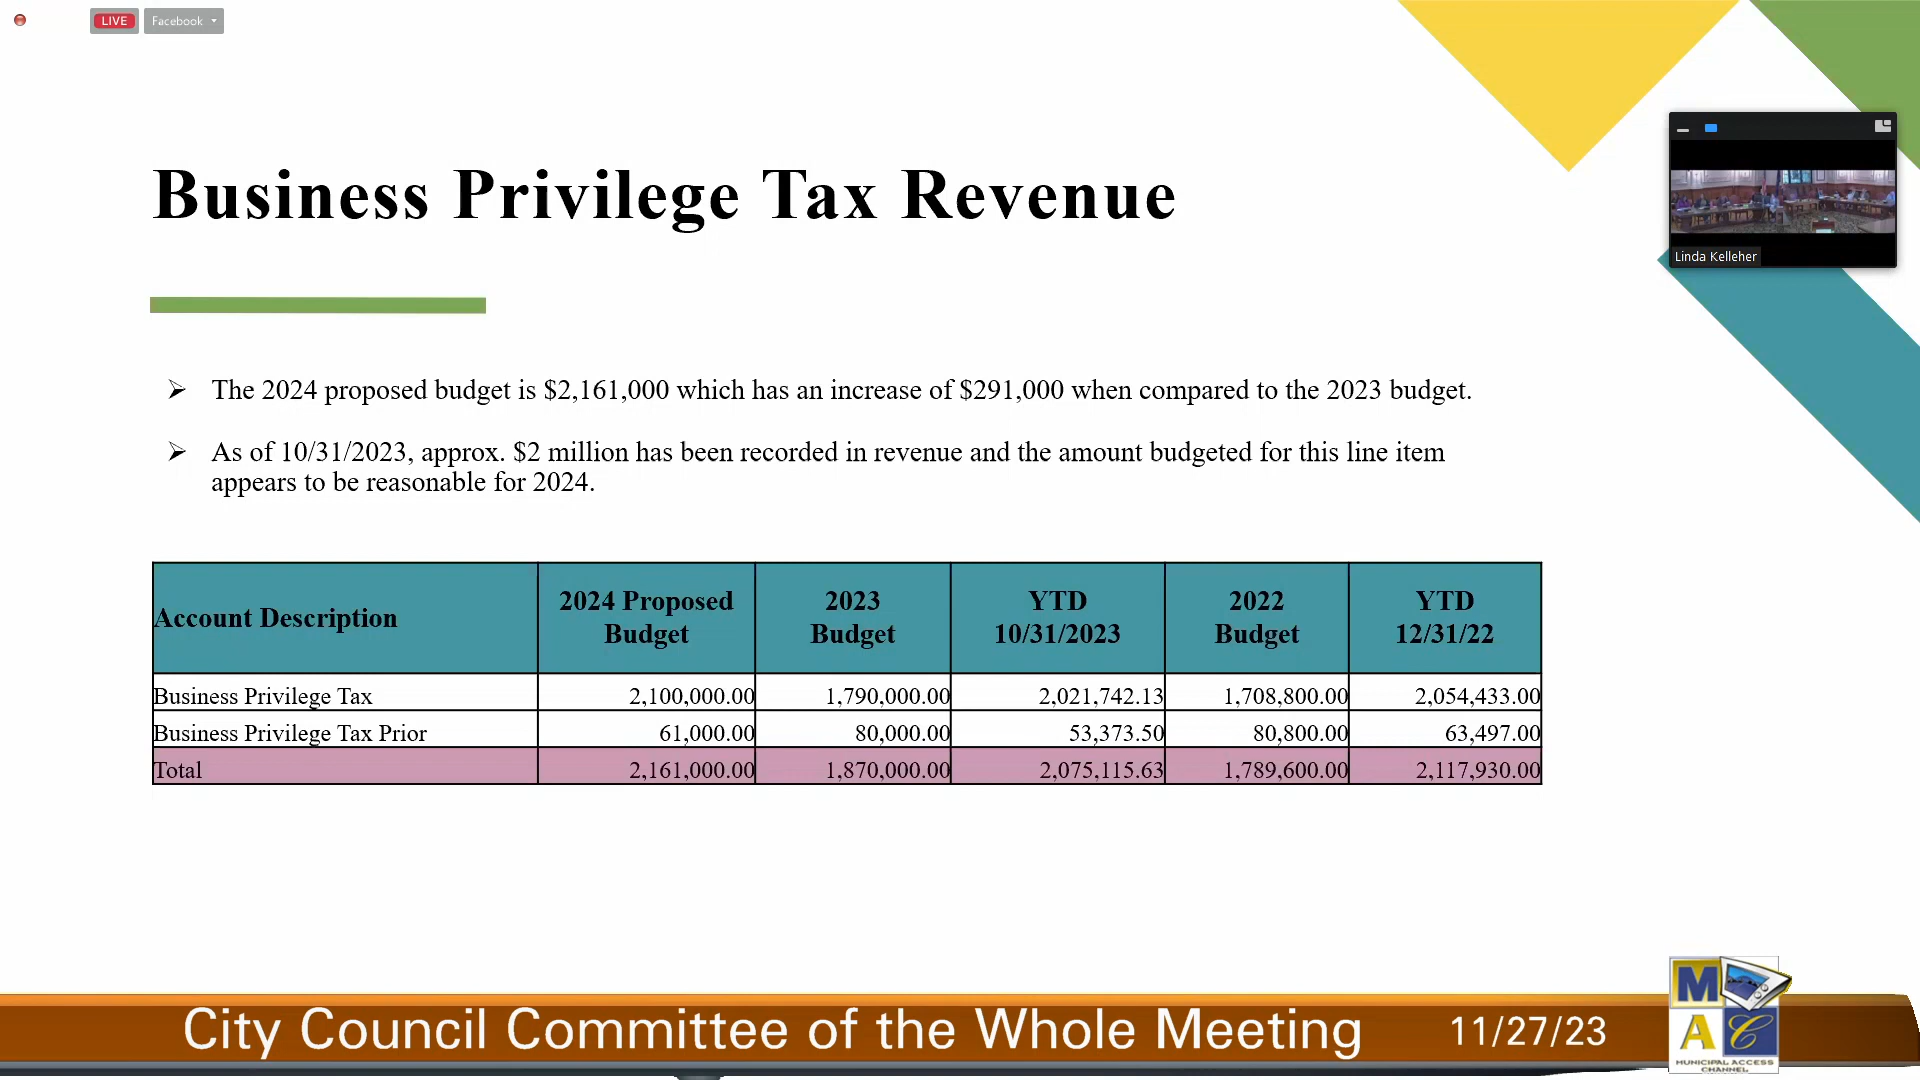 LIVE
Facebook
Business Privilege Tax Revenue
Linda Kelleher
➢ The 2024 proposed budget is $2,161,000 which has an increase of $291,000 when compared to the 2023 budget.
➢ As of 10/31/2023, approx. $2 million has been recorded in revenue and the amount budgeted for this line item
appears to be reasonable for 2024.
Account Description 2024 Proposed Budget 2023 Budget YTD 10/31/2023 2022 Budget YTD 12/31/22
Business Privilege Tax 2,100,000.00 1,790,000.00 2,021,742.13 1,708,800.00 2,054,433.00
Business Privilege Tax Prior 61,000.00 80,000.00 53,373.50 80,800.00 63,497.00
Total 2,161,000.00 1,870,000.00 2,075,115.63 1,789,600.00 2,117,930.00
City Council Committee of the Whole Meeting 11/27/23
M
A C
MUNICIPAL ACCESS
CHANNEL